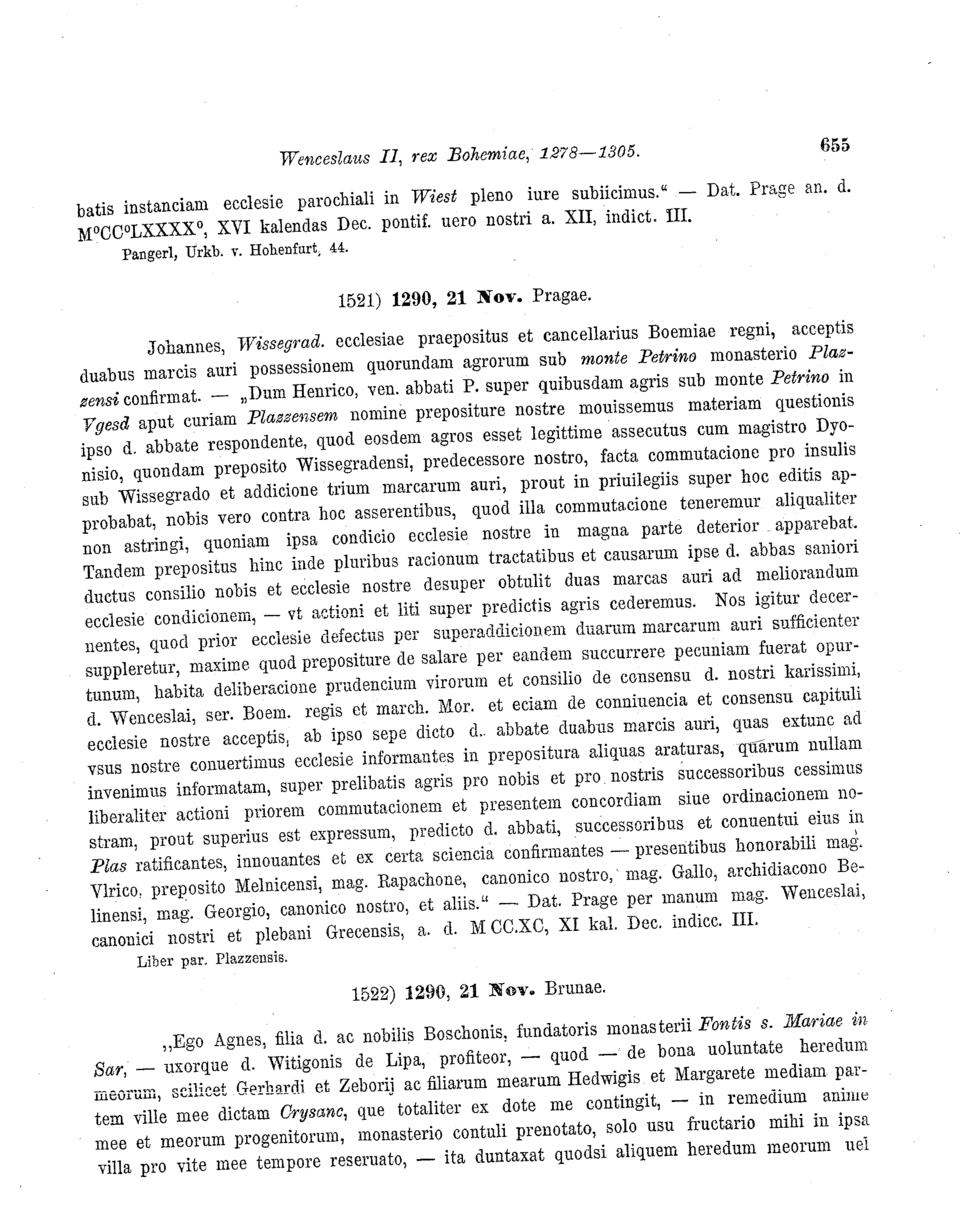 Wenceslaus II, rex Bohemiae, 1278—1305.
655
batis instanciam ecclesie parochiali in Wiest pleno iure subiicimus.“ — Dat. Prage an. d.
M⁰CC⁰LXXXX⁰, XVI kalendas Dec. pontif. uero nostri a. XII, indict. III.
Pangerl, Urkb. v. Hohenfurt, 44.
1521) 1290, 21 Nov. Pragae.
Johannes, Wissegrad. ecclesiae praepositus et cancellarius Boemiae regni, acceptis
duabus marcis auri possessionem quorundam agrorum sub monte Petrino monasterio Plaz-
zensi confirmat. — „Dum Henrico, ven. abbati P. super quibusdam agris sub monte Petrino in
Vgesd aput curiam Plazzensem nomine prepositure nostre mouissemus materiam questionis
ipso d. abbate respondente, quod eosdem agros esset legittime assecutus cum magistro Dyo-
nisio, quondam preposito Wissegradensi, predecessore nostro, facta commutacione pro insulis
sub Wissegrado et addicione trium marcarum auri, prout in priuilegiis super hoc editis ap-
probabat, nobis vero contra hoc asserentibus, quod illa commutacione teneremur aliqualiter
non astringi, quoniam ipsa condicio ecclesie nostre in magna parte deterior apparebat.
Tandem prepositus hinc inde pluribus racionum tractatibus et causarum ipse d. abbas saniori
ductus consilio nobis et ecclesie nostre desuper obtulit duas marcas auri ad meliorandum
ecclesie condicionem, — vt actioni et liti super predictis agris cederemus. Nos igitur decer-
nentes, quod prior ecclesie defectus per superaddicionem duarum marcarum auri sufficienter
suppleretur, maxime quod prepositure de salare per eandem succurrere pecuniam fuerat opur-
tunum, habita deliberacione prudencium virorum et consilio de consensu d. nostri karissimi,
d. Wenceslai, ser. Boem. regis et march. Mor. et eciam de conniuencia et consensu capituli
ecclesie nostre acceptis, ab ipso sepe dicto d. abbate duabus marcis auri, quas extunc ad
vsus nostre conuertimus ecclesie informantes in prepositura aliquas araturas, quarum nullam
invenimus informatam, super prelibatis agris pro nobis et pro nostris successoribus cessimus
liberaliter actioni priorem commutacionem et presentem concordiam siue ordinacionem no-
stram, prout superius est expressum, predicto d. abbati, successoribus et conuentui eius in
Plas ratificantes, innouantes et ex certa sciencia confirmantes — presentibus honorabili mag.
Vlrico, preposito Melnicensi, mag. Rapachone, canonico nostro, mag. Gallo, archidiacono Be-
linensi, mag. Georgio, canonico nostro, et aliis.“ — Dat. Prage per manum mag. Wenceslai,
canonici nostri et plebani Grecensis, a. d. MCC.XC, XI kal. Dec. indicc. III.
Liber par. Plazzensis.
1522) 1290, 21 Nov. Brunae.
„Ego Agnes, filia d. ac nobilis Boschonis, fundatoris monasterii Fontis s. Mariae in
Sar, — uxorque d. Witigonis de Lipa, profiteor, — quod — de bona uoluntate heredum
meorum, scilicet Gerhardi et Zeborij ac filiarum mearum Hedwigis et Margarete mediam par-
tem ville mee dictam Crysanc, que totaliter ex dote me contingit, — in remedium anime
mee et meorum progenitorum, monasterio contuli prenotato, solo usu fructario mihi in ipsa
villa pro vite mee tempore reseruato, — ita duntaxat quodsi aliquem heredum meorum uel